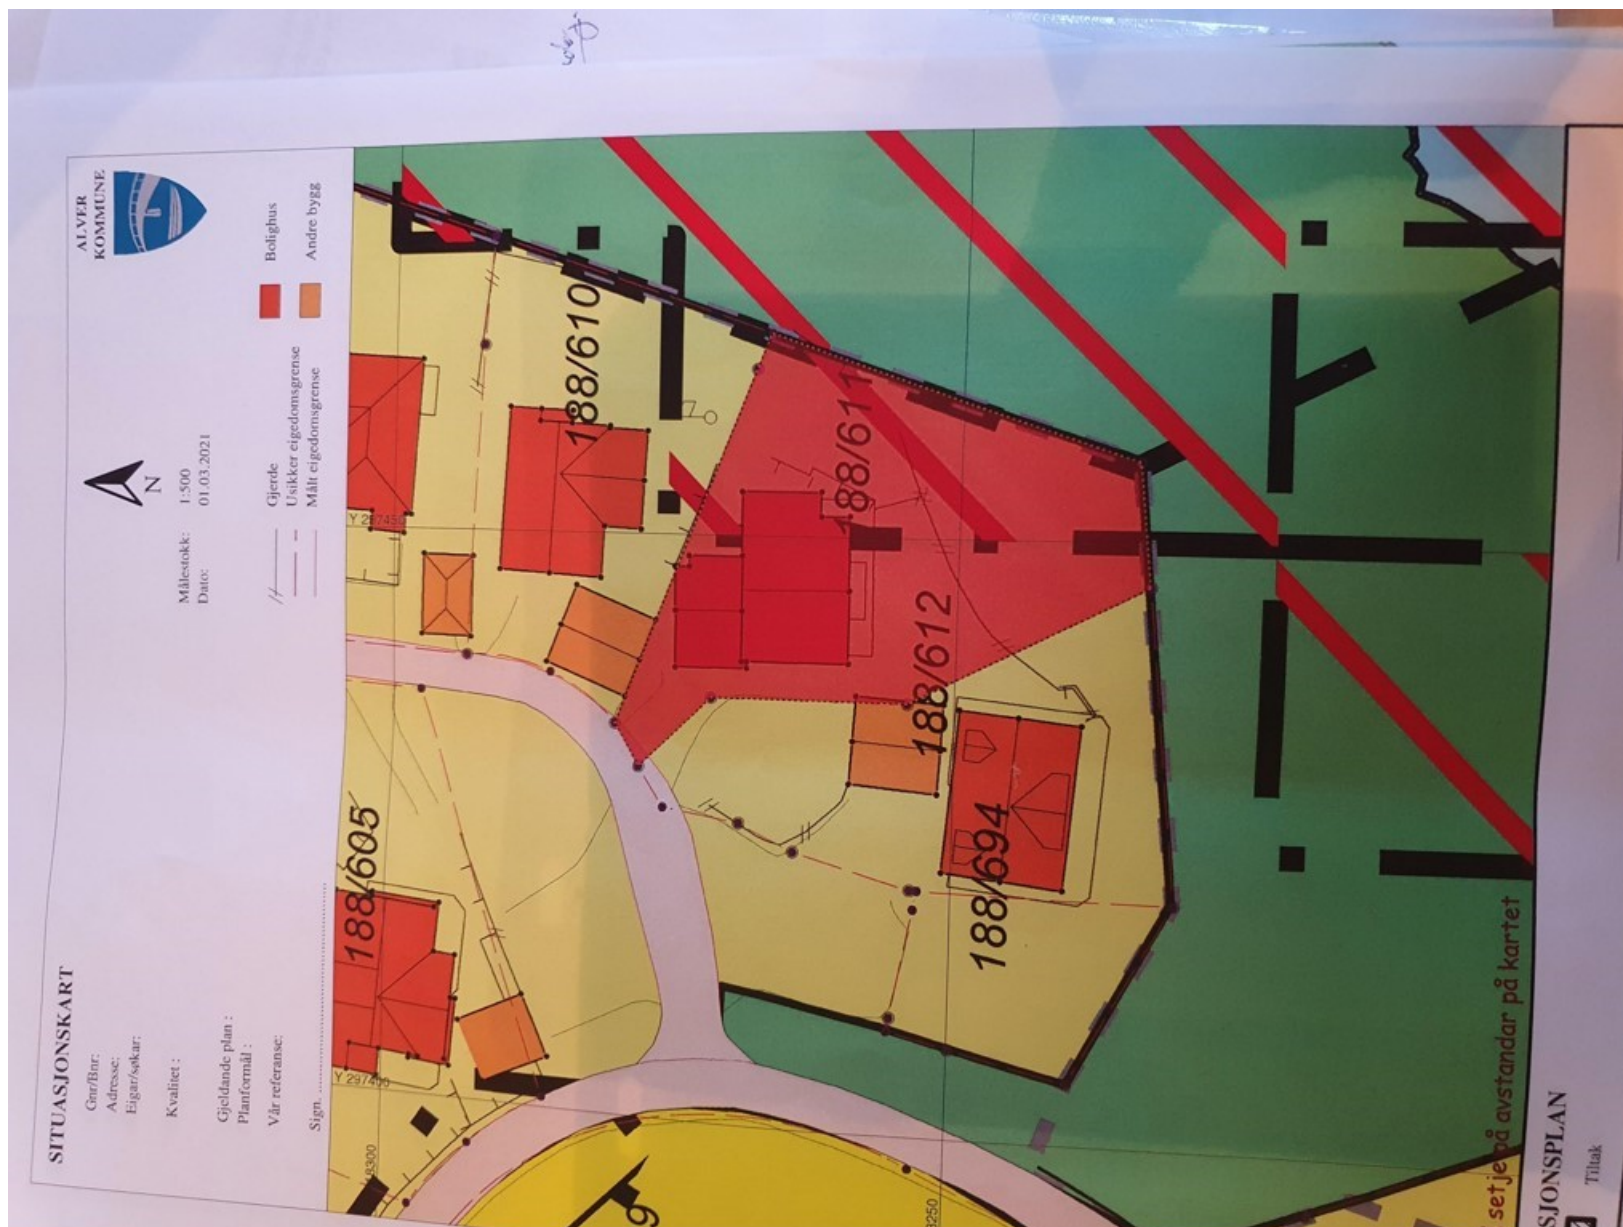 SITUASJONSKART
Gnr/Bnr:
Adresse:
Eigar/søkar:
Kvalitet :
Gjeldande plan :
Planformål :
Vår referanse:
Sign.
N
Målestokk: 1:500
Dato: 01.03.2021
Gjerde
Usikker eigedomsgrense
Målt eigedomsgrense
ALVER
KOMMUNE
Bolighus
Andre bygg
188/605
188/610
188/611
188/612
188/694
Y 297450
Y 297400
setje på avstandar på kartet
SJONSPLAN
Tiltak